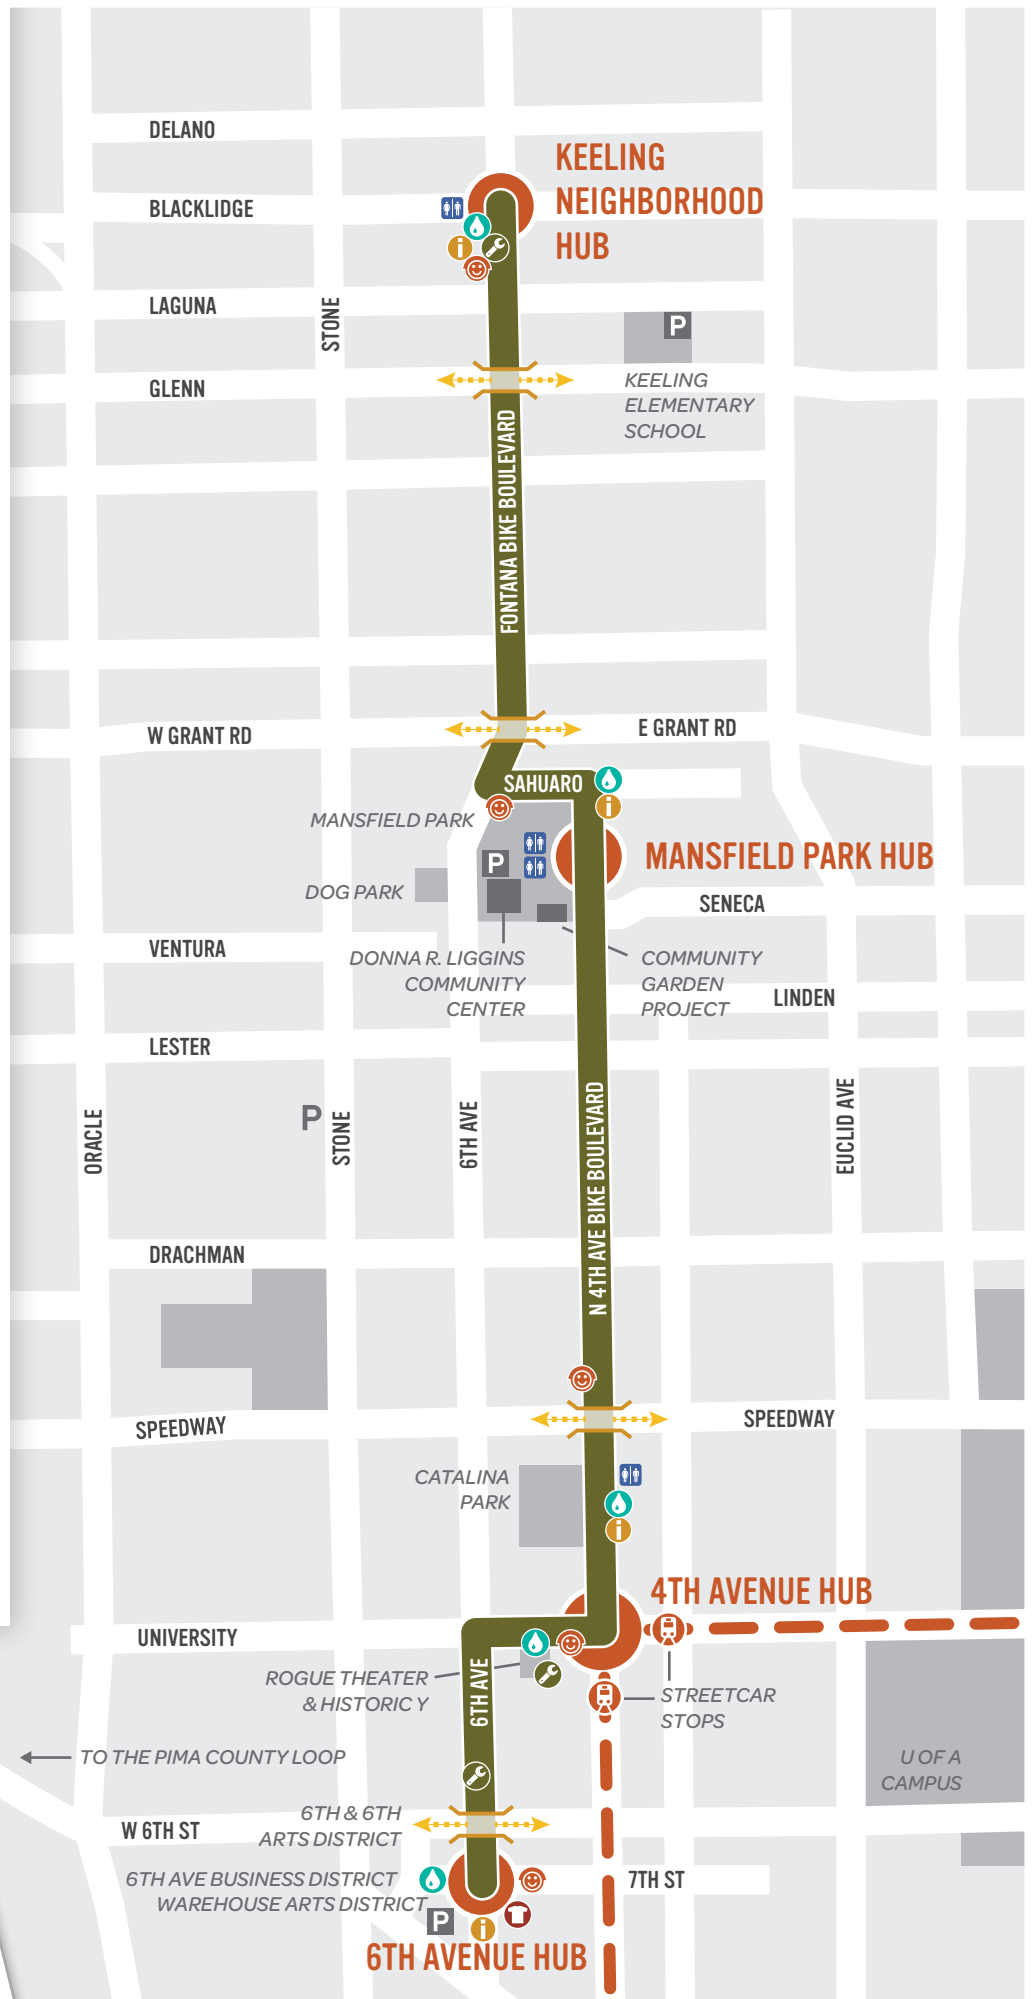 DELANO
KEELING
NEIGHBORHOOD
HUB
BLACKLIDGE
i
LAGUNA
STONE
P
GLENN
KEELING
ELEMENTARY
SCHOOL
FONTANA BIKE BOULEVARD
W GRANT RD
E GRANT RD
SAHUARO
i
MANSFIELD PARK
MANSFIELD PARK HUB
P
DOG PARK
SENECA
VENTURA
DONNA R. LIGGINS
COMMUNITY
CENTER
COMMUNITY
GARDEN
PROJECT
LINDEN
LESTER
P
ORACLE
STONE
6TH AVE
N 4TH AVE BIKE BOULEVARD
EUCLID AVE
DRACHMAN
SPEEDWAY
SPEEDWAY
CATALINA
PARK
i
4TH AVENUE HUB
UNIVERSITY
ROGUE THEATER
& HISTORIC Y
6TH AVE
STREETCAR
STOPS
TO THE PIMA COUNTY LOOP
U OF A
CAMPUS
6TH & 6TH
ARTS DISTRICT
W 6TH ST
6TH AVE BUSINESS DISTRICT
WAREHOUSE ARTS DISTRICT
7TH ST
P
i
6TH AVENUE HUB